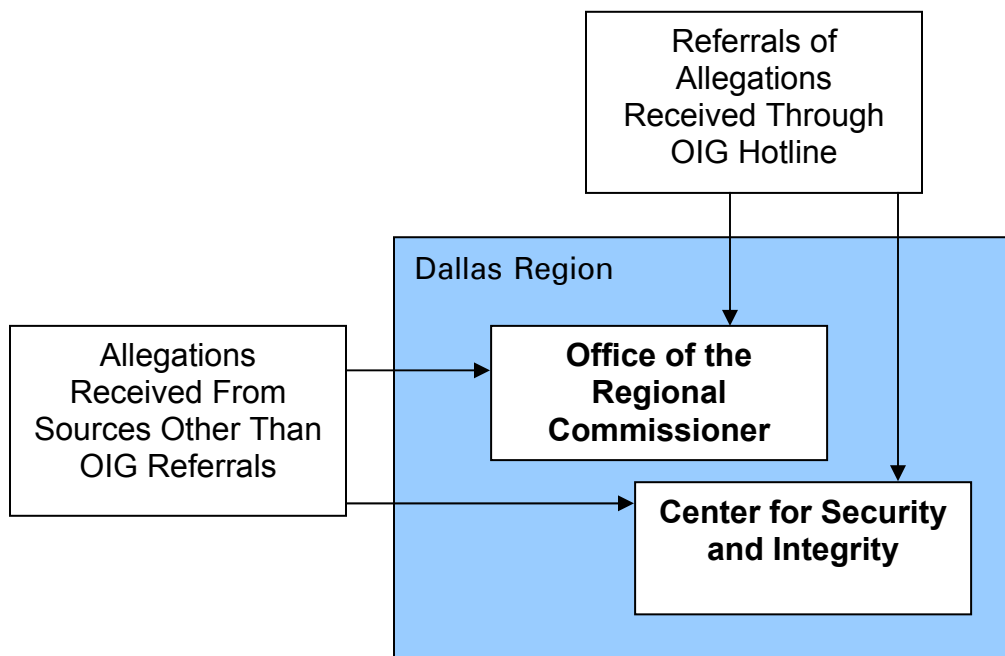 Referrals of
Allegations
Received Through
OIG Hotline
Dallas Region
Office of the
Regional
Commissioner
Allegations
Received From
Sources Other Than
OIG Referrals
Center for Security
and Integrity